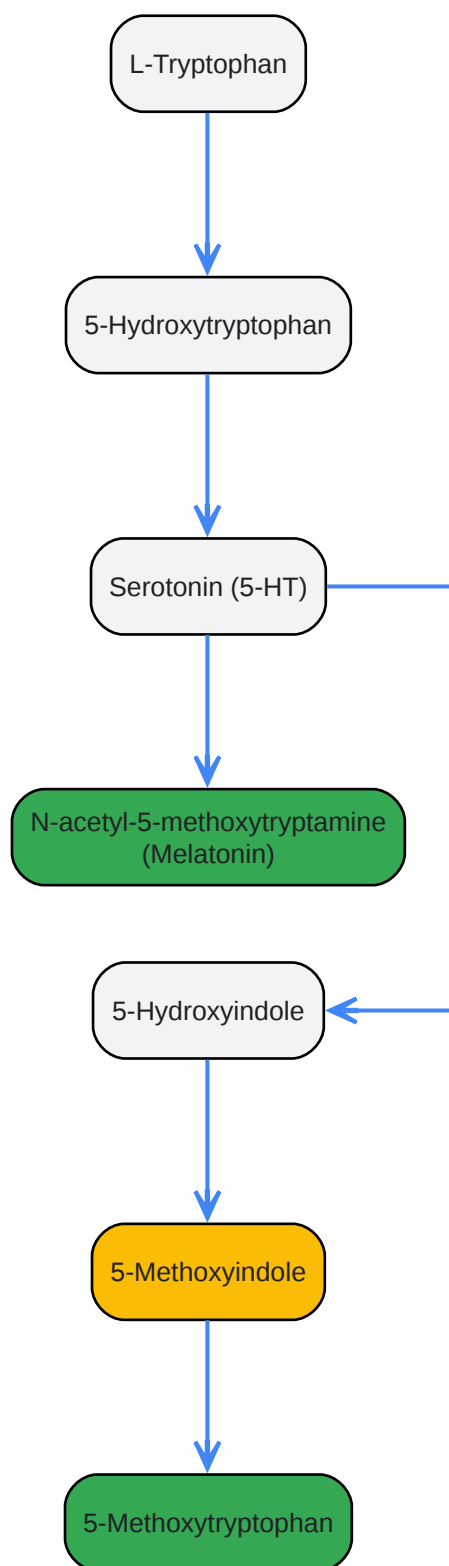 L-Tryptophan
5-Hydroxytryptophan
Serotonin (5-HT)
N-acetyl-5-methoxytryptamine
(Melatonin)
5-Hydroxyindole
5-Methoxyindole
5-Methoxytryptophan